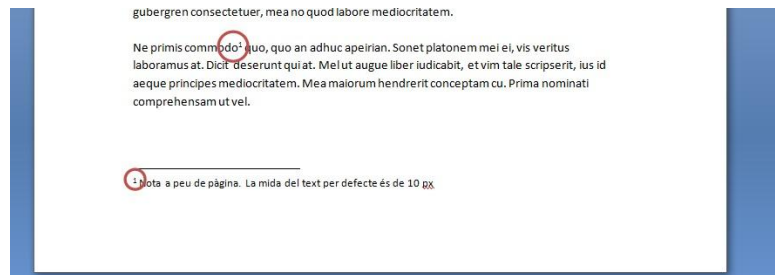 gubergren consectetuer, mea no quod labore mediocritatem.
Ne primis commodo¹ quo, quo an adhuc apeirian. Sonet platonem mei ei, vis veritus
laboramus at. Dicit deserunt qui at. Mel ut augue liber iudicabit, et vim tale scripserit, ius id
aeque principes mediocritatem. Mea maiorum hendrerit conceptam cu. Prima nominati
comprehensam ut vel.
¹ Nota a peu de pàgina. La mida del text per defecte és de 10 px